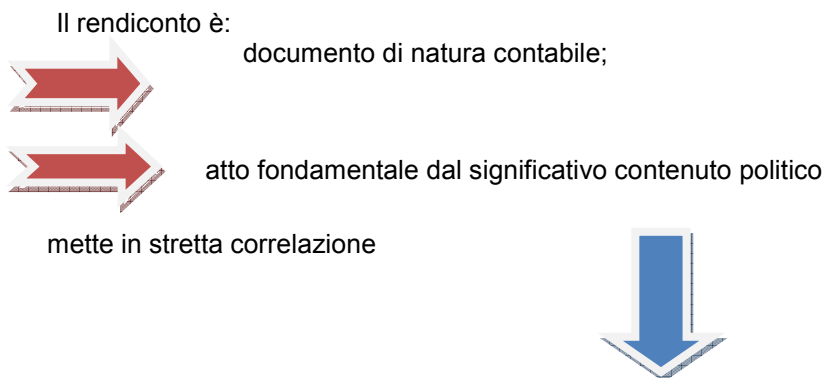 Il rendiconto è:
documento di natura contabile;
atto fondamentale dal significativo contenuto politico
mette in stretta correlazione